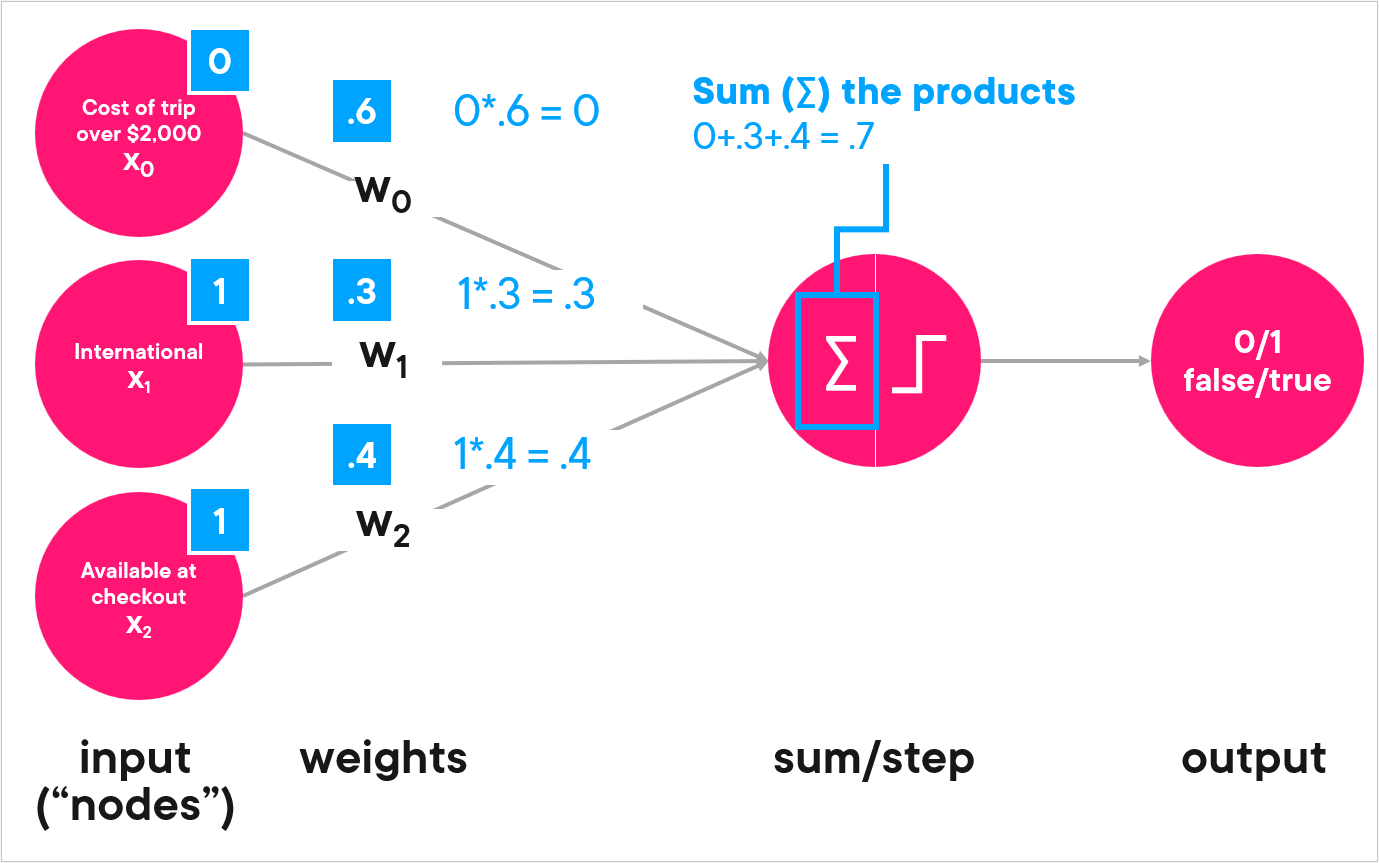 0
Cost of trip
over $2,000
x₀
.6
0*.6 = 0
w₀
Sum (∑) the products
0+.3+.4 = .7
1
International
x₁
.3
1*.3 = .3
w₁
∑
0/1
false/true
1
Available at
checkout
x₂
.4
1*.4 = .4
w₂
input
(“nodes”)
weights
sum/step
output